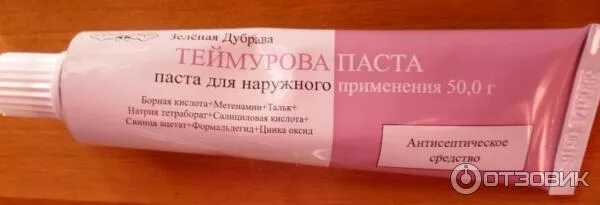 Зелёная Дубрава
ТЕЙМУРОВА ПАСТА
паста для наружного применения 50,0 г
Борная кислота+Метенамин+Тальк+
Натрия тетраборат+Салициловая кислота+
Свинца ацетат+Формальдегид+Цинка оксид
Антисептическое
средство
ОТЗОВИК